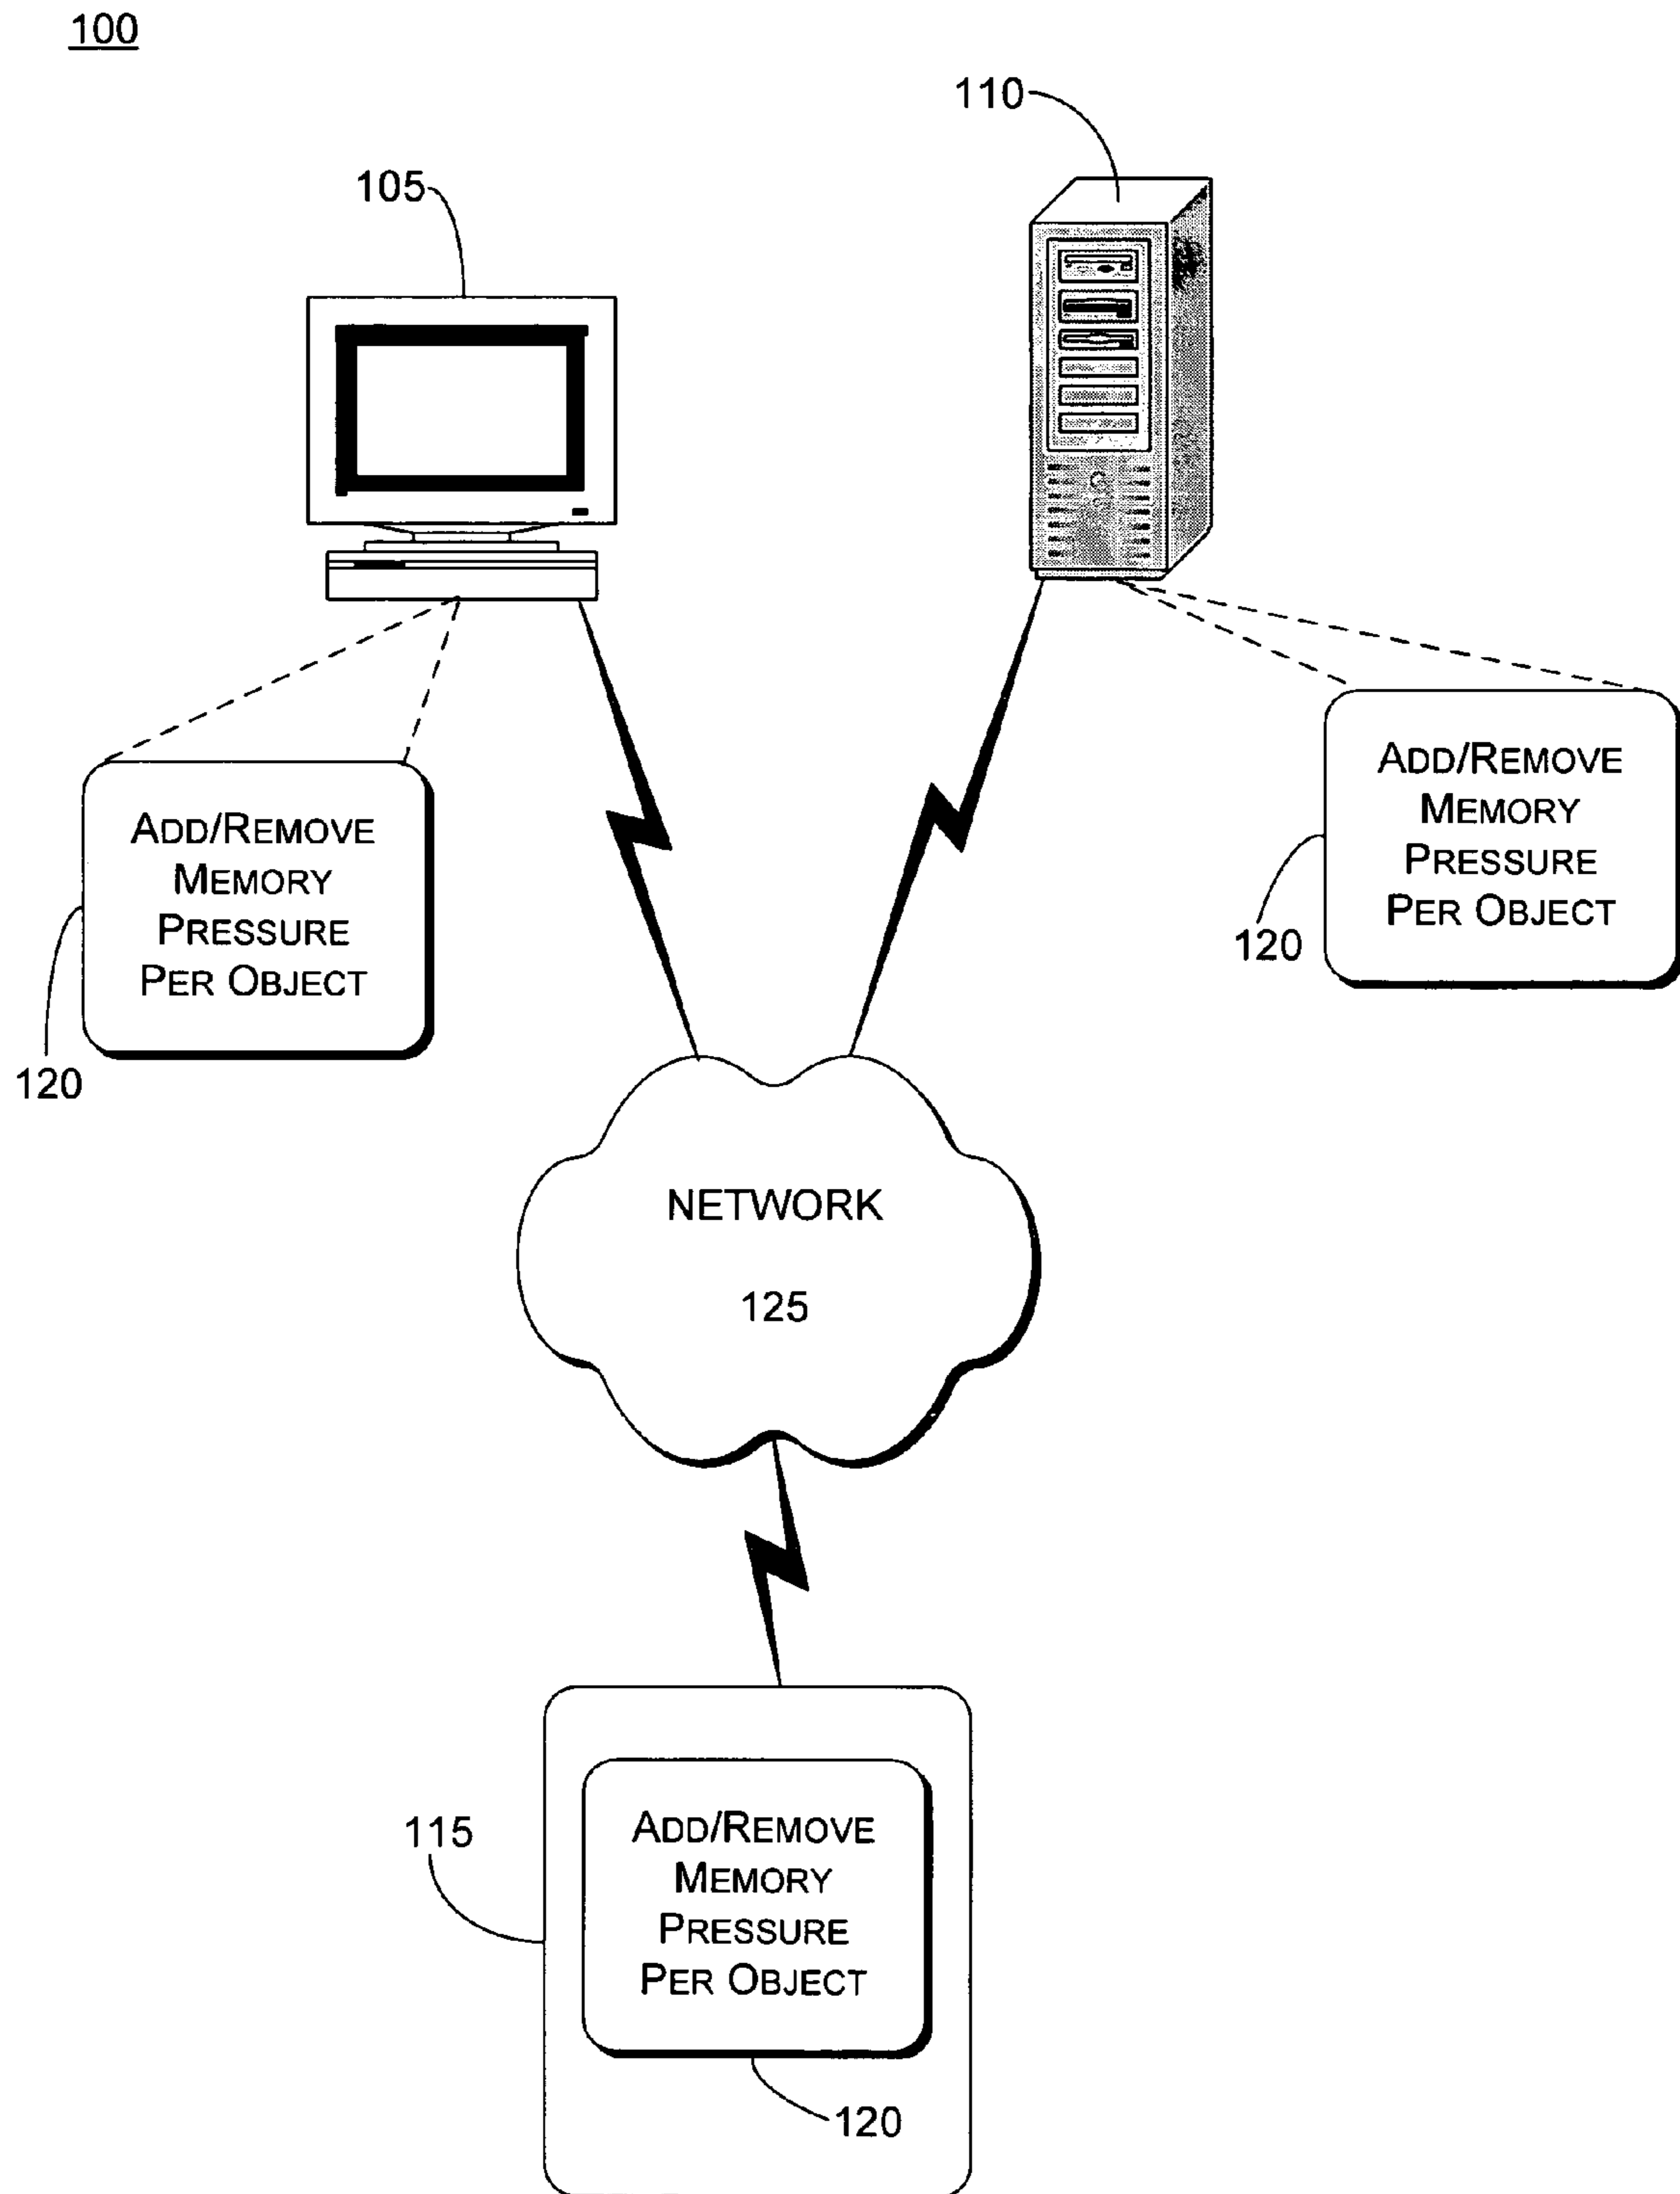 100
110
105
ADD/REMOVE
MEMORY
PRESSURE
PER OBJECT
120
ADD/REMOVE
MEMORY
PRESSURE
PER OBJECT
120
NETWORK
125
115
ADD/REMOVE
MEMORY
PRESSURE
PER OBJECT
120